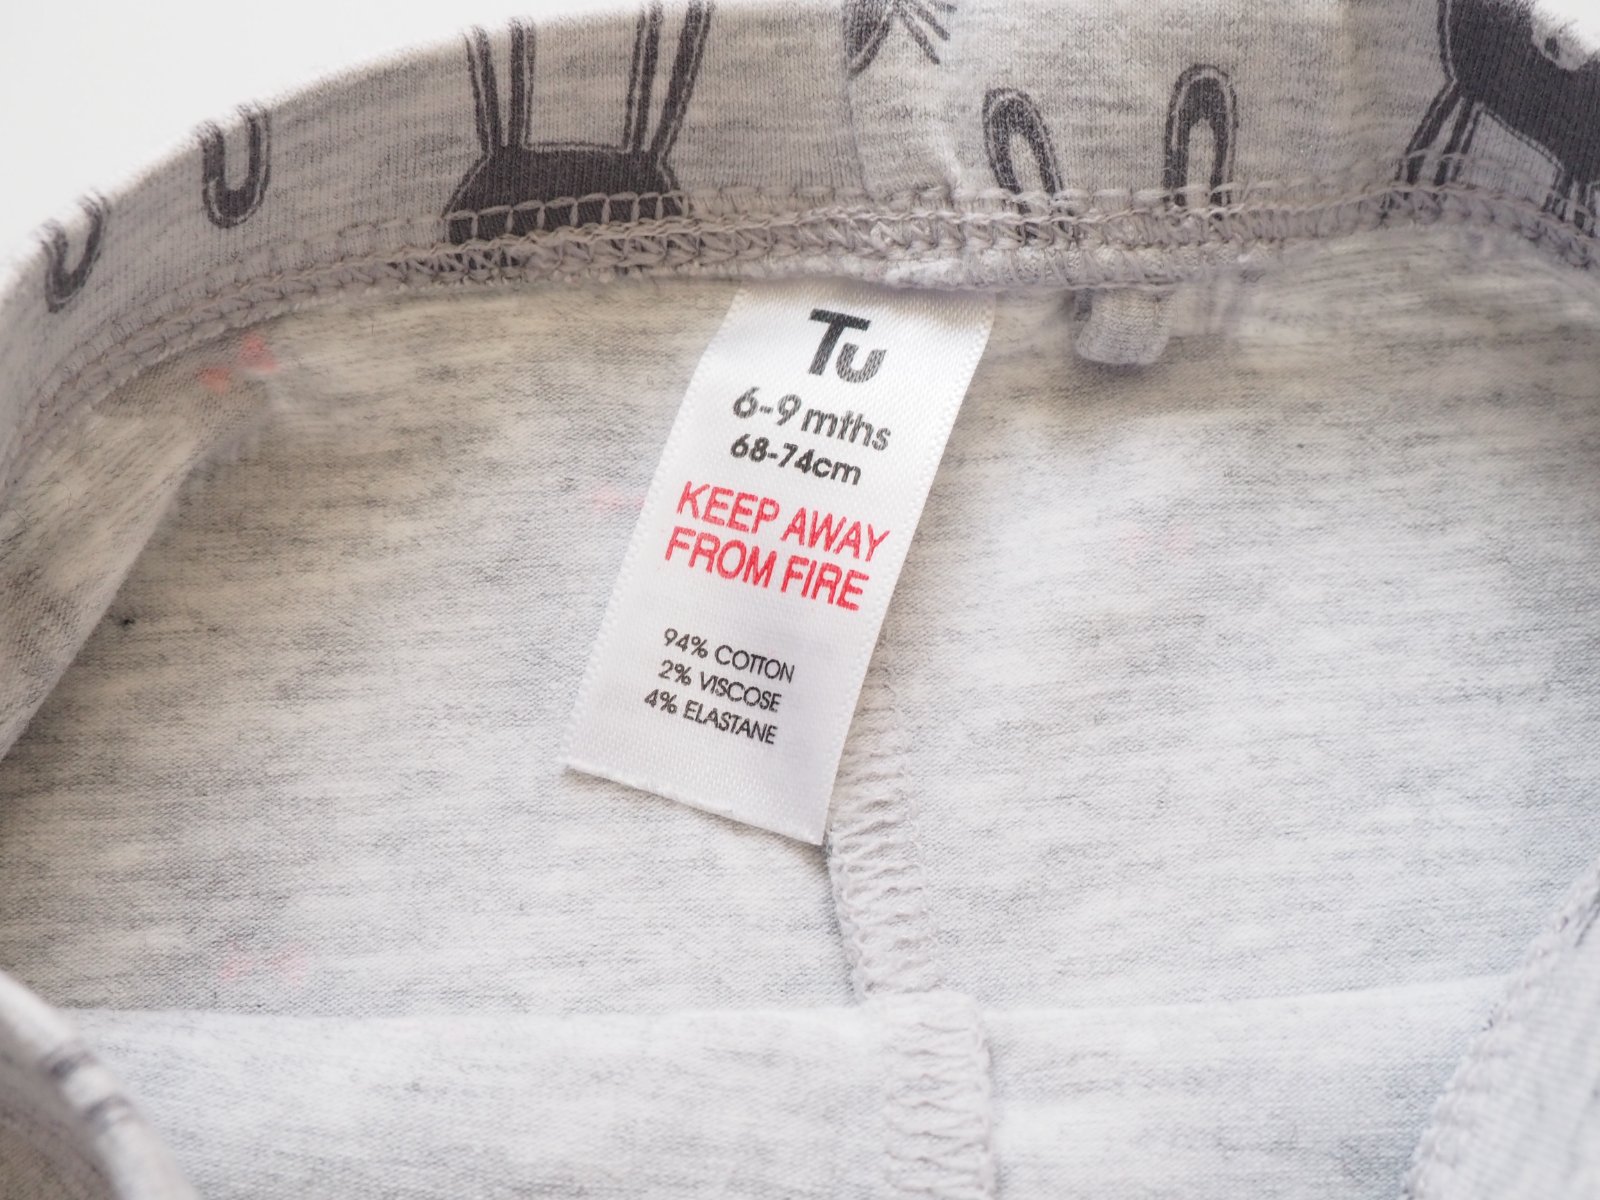 Tu
6-9 mths
68-74cm
KEEP AWAY
FROM FIRE
94% COTTON
2% VISCOSE
4% ELASTANE